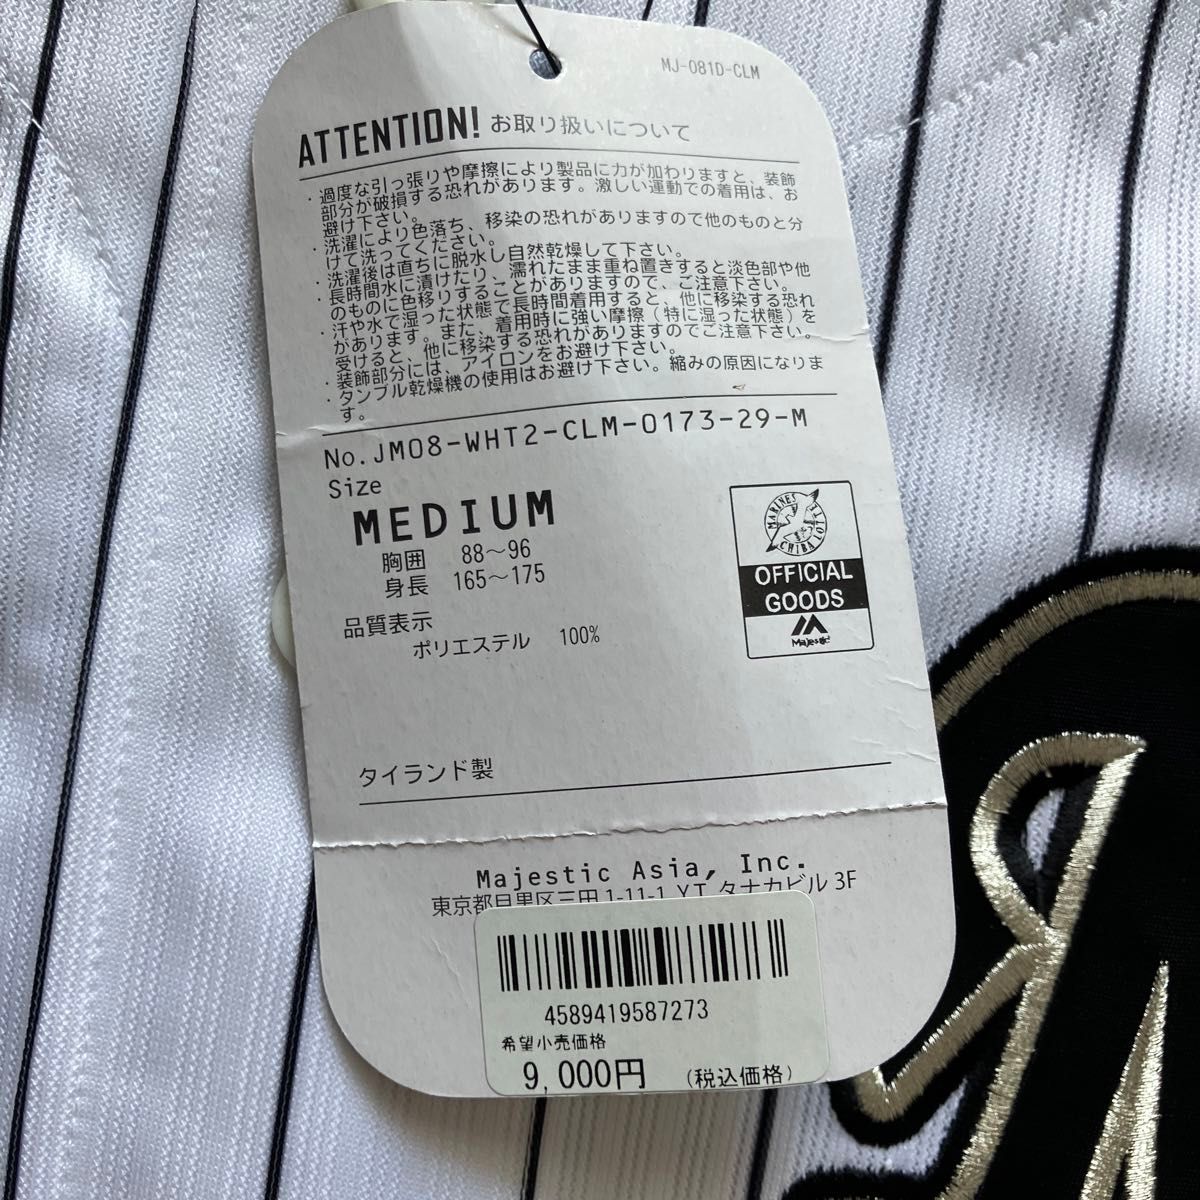 MJ-081D-CLM
ATTENTION! お取り扱いについて
・過度な引っ張りや摩擦により製品に力が加わりますと、装飾
部分が破損する恐れがあります。激しい運動での着用は、お
避け下さい。
・洗濯により色落ち、移染の恐れがありますので他のものと分
けて洗ってください。
・洗濯後は直ちに脱水し自然乾燥して下さい。
・長時間水に漬けたり、濡れたまま重ね置きすると淡色部や他
のものに色移りすることがありますので、ご注意下さい。
・汗や水で湿った状態で長時間着用すると、他に移染する恐れ
があります。また、着用時に強い摩擦（特に湿った状態）を
受けると、他に移染する恐れがありますのでご注意下さい。
・装飾部分には、アイロンをお避け下さい。
・タンブル乾燥機の使用はお避け下さい。縮みの原因になりま
す。
No.JM08-WHT2-CLM-0173-29-M
Size
MEDIUM
胸囲 88～96
身長 165～175
品質表示
ポリエステル 100%
MARINES
CHIBA LOTTE
OFFICIAL
GOODS
Majestic
タイランド製
Majestic Asia, Inc.
東京都目黒区三田 1-11-1 YT タナカビル 3F
4589419587273
希望小売価格
9,000円 (税込価格)